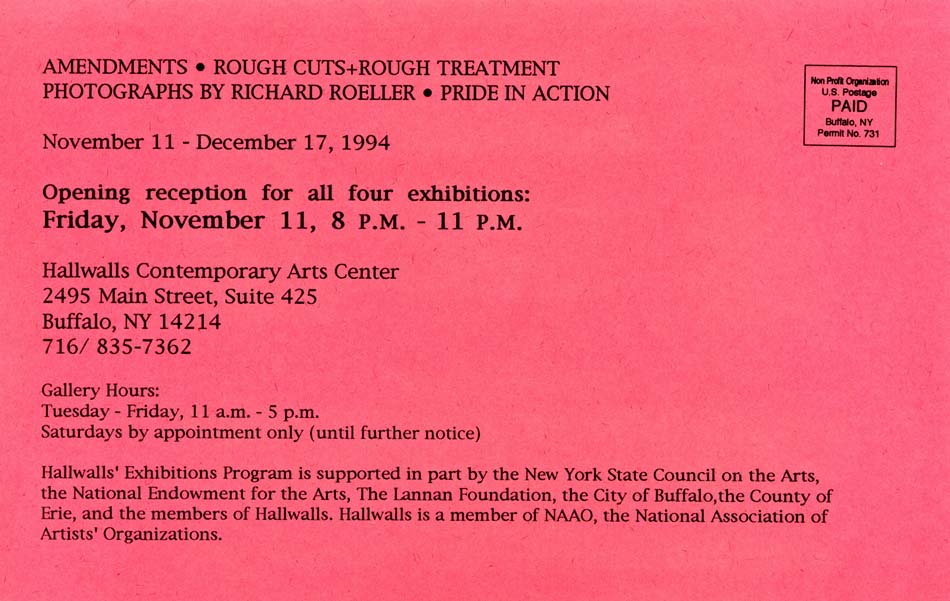 AMENDMENTS • ROUGH CUTS+ROUGH TREATMENT
PHOTOGRAPHS BY RICHARD ROELLER • PRIDE IN ACTION
November 11 - December 17, 1994
Opening reception for all four exhibitions:
Friday, November 11, 8 P.M. - 11 P.M.
Hallwalls Contemporary Arts Center
2495 Main Street, Suite 425
Buffalo, NY 14214
716/ 835-7362
Gallery Hours:
Tuesday - Friday, 11 a.m. - 5 p.m.
Saturdays by appointment only (until further notice)
Hallwalls' Exhibitions Program is supported in part by the New York State Council on the Arts,
the National Endowment for the Arts, The Lannan Foundation, the City of Buffalo,the County of
Erie, and the members of Hallwalls. Hallwalls is a member of NAAO, the National Association of
Artists' Organizations.
Non Profit Organization
U.S. Postage
PAID
Buffalo, NY
Permit No. 731